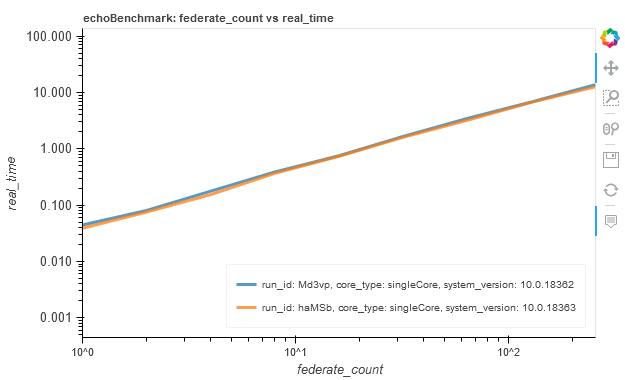 echoBenchmark: federate_count vs real_time
100.000
10.000
1.000
0.100
0.010
0.001
real_time
run_id: Md3vp, core_type: singleCore, system_version: 10.0.18362
run_id: haMSb, core_type: singleCore, system_version: 10.0.18363
10^0
10^1
10^2
federate_count